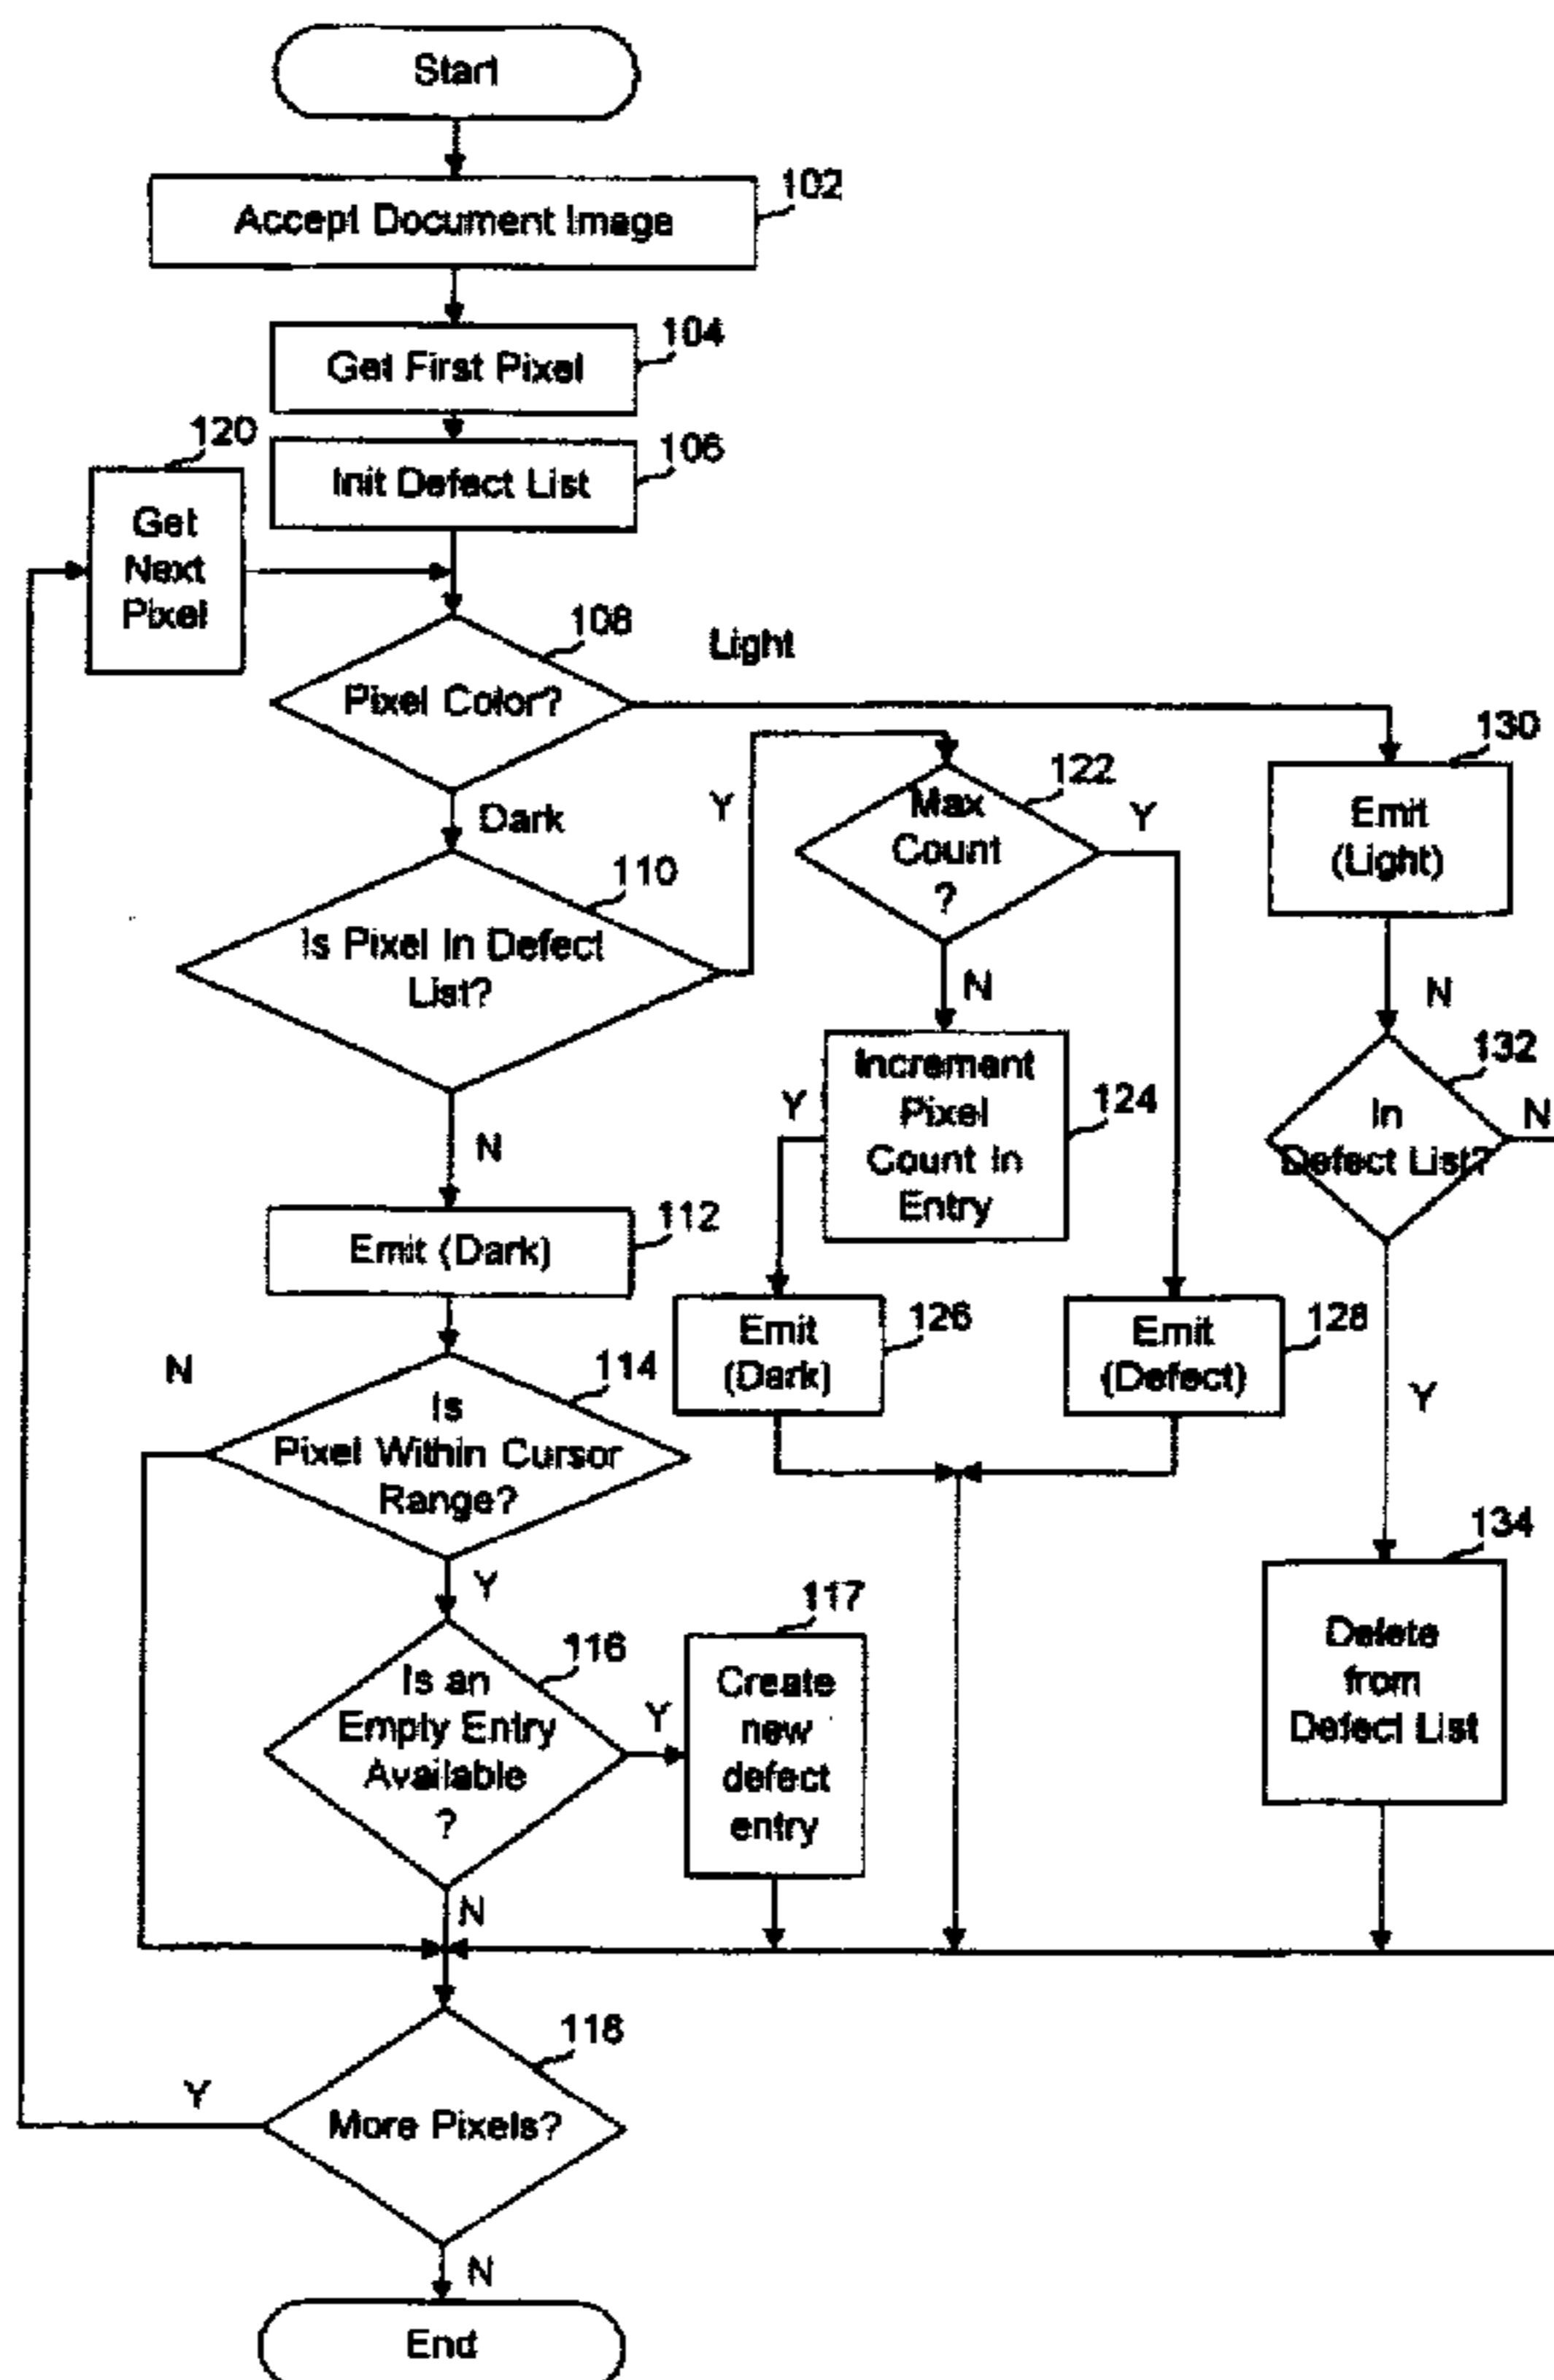 Start
Accept Document Image
102
Get First Pixel
104
120
Get
Next
Pixel
Init Defect List
106
Pixel Color?
108
Light
Dark
Is Pixel In Defect
List?
110
Y
Max
Count
?
122
Y
130
Emit
(Light)
N
N
Increment
Pixel
Count in
Entry
124
Y
132
In
Defect List?
N
N
Emit (Dark)
112
Emit
(Dark)
126
Emit
(Defect)
128
N
Is
Pixel Within Cursor
Range?
114
Y
Y
Is an
Empty Entry
Available
?
116
Y
117
Create
new
defect
entry
134
Delete
from
Defect List
N
More Pixels?
118
Y
N
End